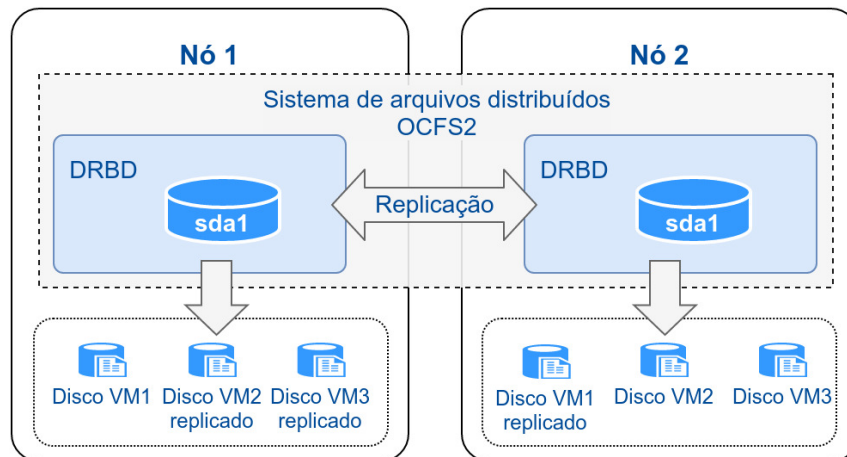 Nó 1
Nó 2
Sistema de arquivos distribuídos
OCFS2
DRBD
sda1
Replicação
DRBD
sda1
Disco VM1
Disco VM2
replicado
Disco VM3
replicado
Disco VM1
replicado
Disco VM2
Disco VM3